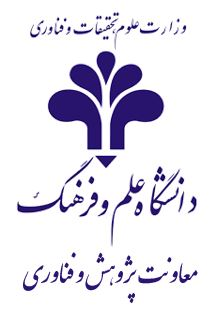 وزارت علوم تحقیقات و فناوری
دانشگاه علم و فرهنگ
معاونت پژوهش و فناوری